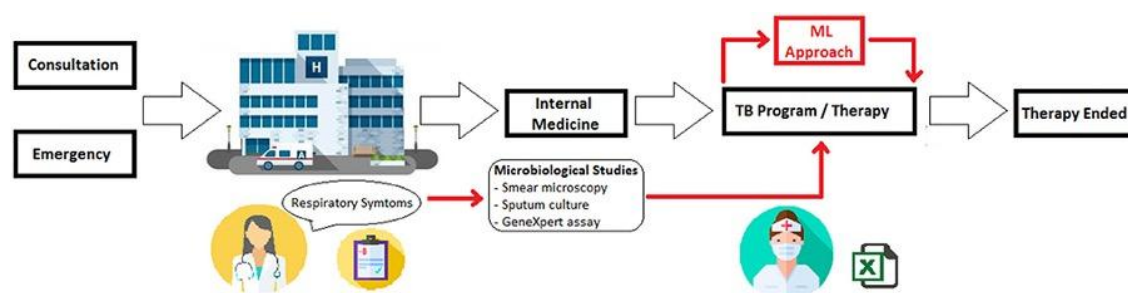 Consultation
Emergency
H
Respiratory Symtoms
Internal
Medicine
Microbiological Studies
- Smear microscopy
- Sputum culture
- GeneXpert assay
ML
Approach
TB Program / Therapy
X
Therapy Ended